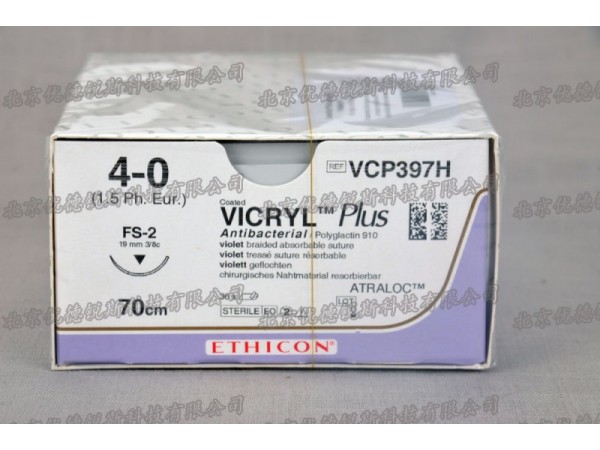 北京优德锐斯科技有限公司
4-0
(1.5 Ph. Eur.)
FS-2
19 mm 3/8c
70cm
REF VCP397H
Coated
VICRYL™ Plus
Antibacterial / Polyglactin 910
violet braided absorbable suture
violet tressé suture résorbable
violett geflochten
chirurgisches Nahtmaterial resorbierbar
ATRALOC™
STERILE EO
LOT
ETHICON